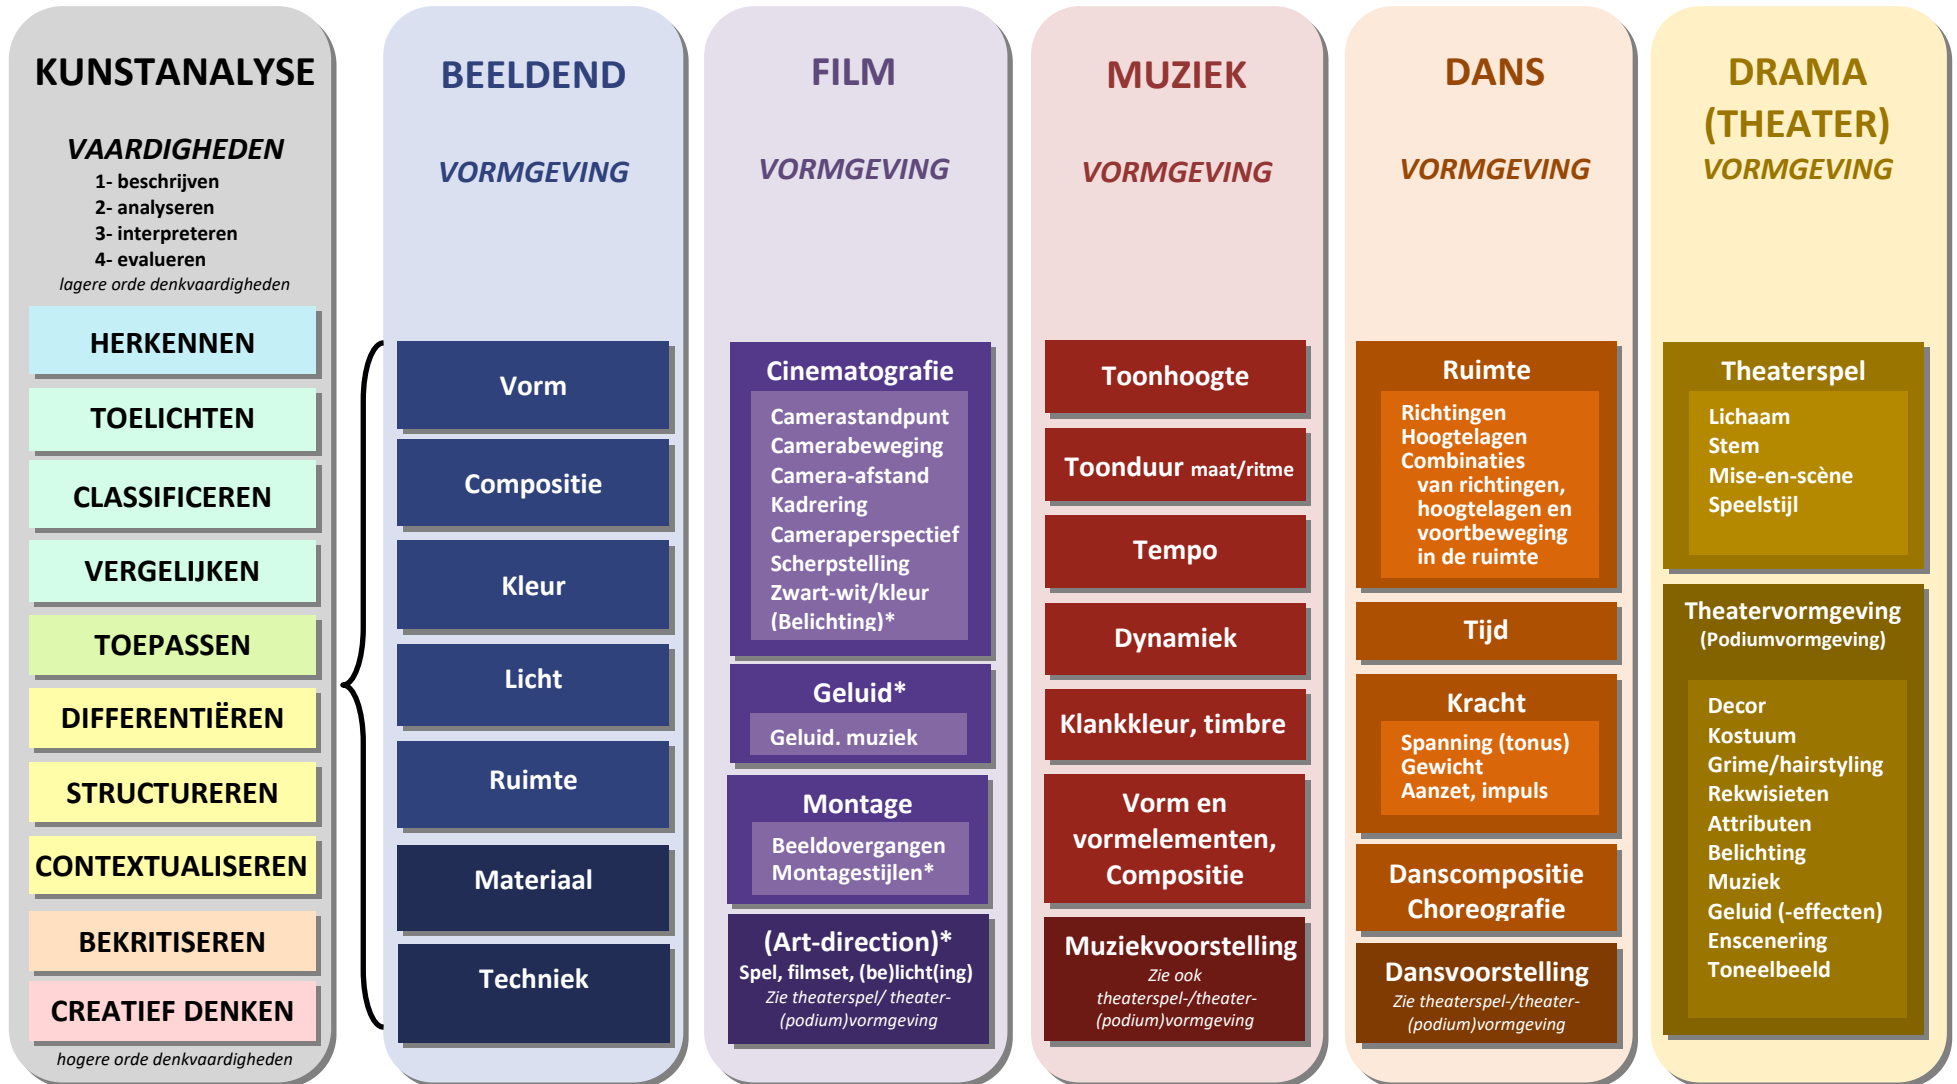 KUNSTANALYSE
VAARDIGHEDEN
1- beschrijven
2- analyseren
3- interpreteren
4- evalueren
lagere orde denkvaardigheden
HERKENNEN
TOELICHTEN
CLASSIFICEREN
VERGELIJKEN
TOEPASSEN
DIFFERENTIËREN
STRUCTUREREN
CONTEXTUALISEREN
BEKRITISEREN
CREATIEF DENKEN
hogere orde denkvaardigheden
BEELDEND
VORMGEVING
Vorm
Compositie
Kleur
Licht
Ruimte
Materiaal
Techniek
FILM
VORMGEVING
Cinematografie
Camerastandpunt
Camerabeweging
Camera-afstand
Kadrering
Cameraperspectief
Scherpstelling
Zwart-wit/kleur
(Belichting)*
Geluid*
Geluid. muziek
Montage
Beeldovergangen
Montagestijlen*
(Art-direction)*
Spel, filmset, (be)licht(ing)
Zie theaterspel/ theater-
(podium)vormgeving
MUZIEK
VORMGEVING
Toonhoogte
Toonduur maat/ritme
Tempo
Dynamiek
Klankkleur, timbre
Vorm en
vormelementen,
Compositie
Muziekvoorstelling
Zie ook
theaterspel-/theater-
(podium)vormgeving
DANS
VORMGEVING
Ruimte
Richtingen
Hoogtelagen
Combinaties
van richtingen,
hoogtelagen en
voortbeweging
in de ruimte
Tijd
Kracht
Spanning (tonus)
Gewicht
Aanzet, impuls
Danscompositie
Choreografie
Dansvoorstelling
Zie theaterspel-/theater-
(podium)vormgeving
DRAMA
(THEATER)
VORMGEVING
Theaterspel
Lichaam
Stem
Mise-en-scène
Speelstijl
Theatervormgeving
(Podiumvormgeving)
Decor
Kostuum
Grime/hairstyling
Rekwisieten
Attributen
Belichting
Muziek
Geluid (-effecten)
Enscenering
Toneelbeeld